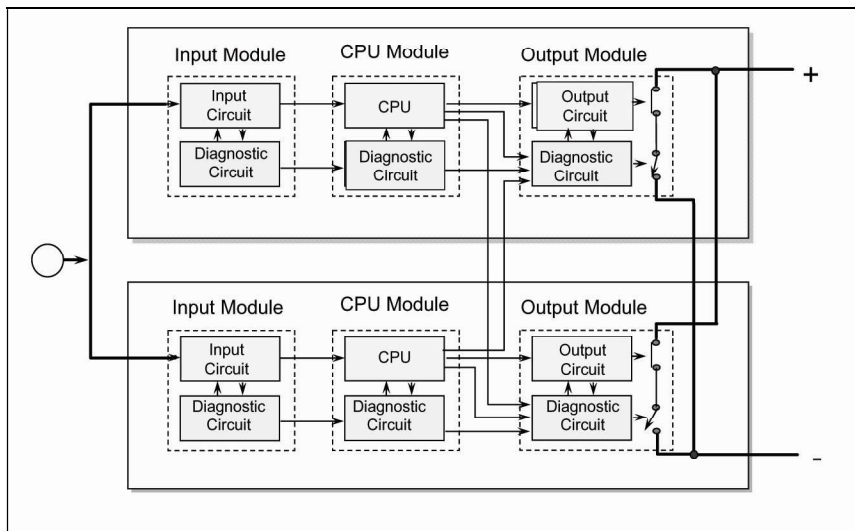 Input Module
CPU Module
Output Module
Input
Circuit
CPU
Output
Circuit
Diagnostic
Circuit
Diagnostic
Circuit
Diagnostic
Circuit
+
Input Module
CPU Module
Output Module
Input
Circuit
CPU
Output
Circuit
Diagnostic
Circuit
Diagnostic
Circuit
Diagnostic
Circuit
-